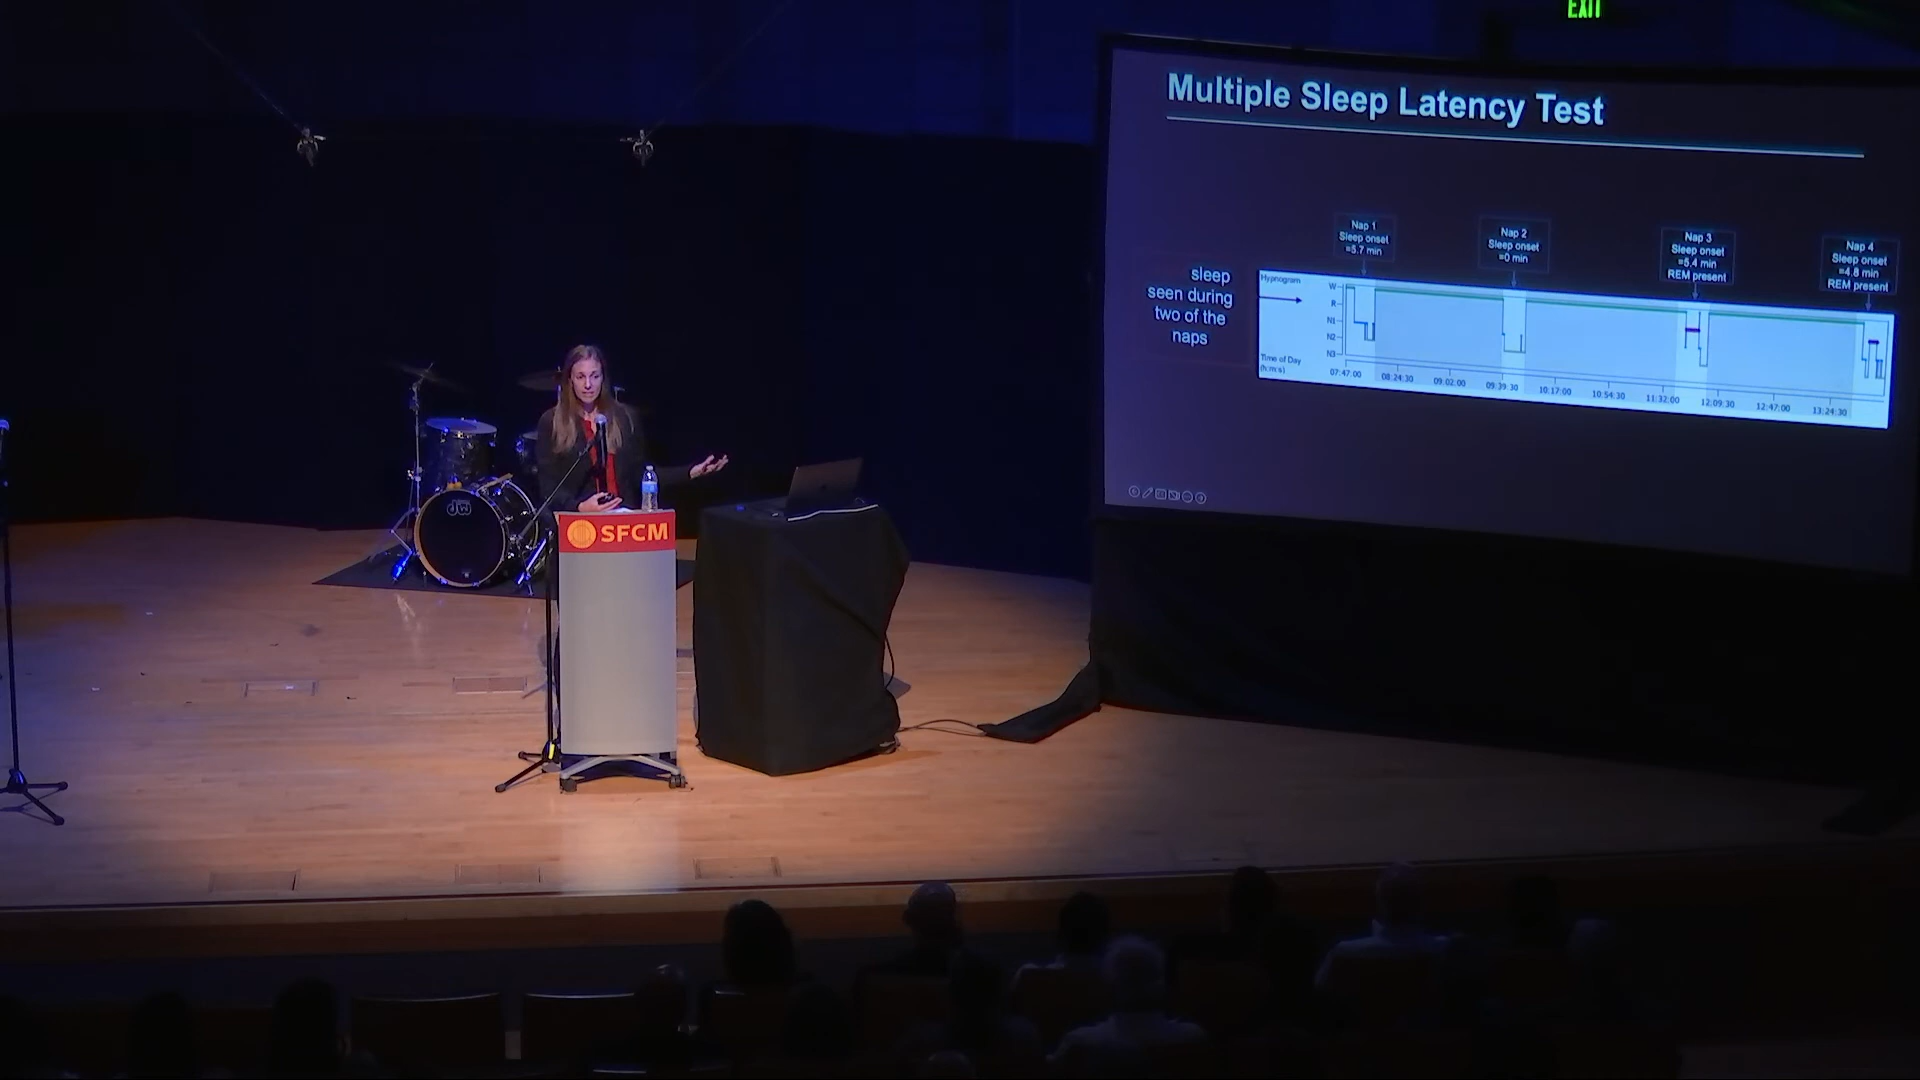 EXIT
Multiple Sleep Latency Test
Nap 1
Sleep onset
=5.7 min
Nap 2
Sleep onset
=0 min
Nap 3
Sleep onset
=5.4 min
REM present
Nap 4
Sleep onset
=4.8 min
REM present
sleep
seen during
two of the
naps
Hypnogram
W
R
N1
N2
N3
Time of Day
(h:m:s)
07:47:00
08:24:30
09:02:00
09:39:30
10:17:00
10:54:30
11:32:00
12:09:30
12:47:00
13:24:30
SFCM
dw